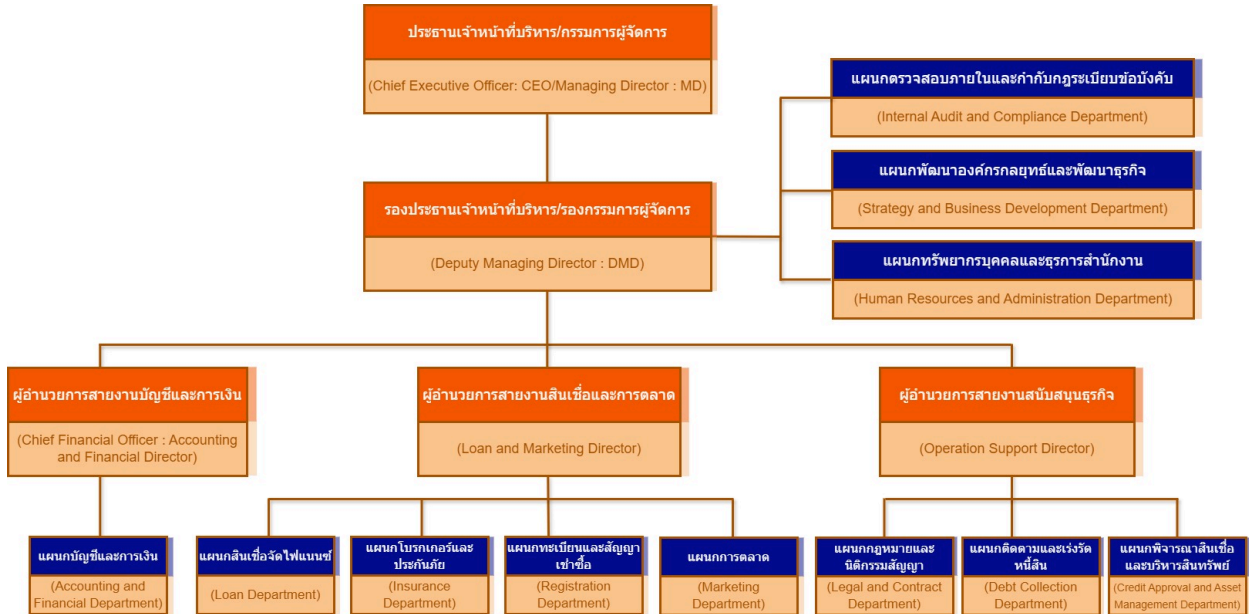 ประธานเจ้าหน้าที่บริหาร/กรรมการผู้จัดการ
(Chief Executive Officer: CEO/Managing Director : MD)
แผนกตรวจสอบภายในและกำกับกฎระเบียบข้อบังคับ
(Internal Audit and Compliance Department)
แผนกพัฒนาองค์กรกลยุทธ์และพัฒนาธุรกิจ
(Strategy and Business Development Department)
รองประธานเจ้าหน้าที่บริหาร/รองกรรมการผู้จัดการ
(Deputy Managing Director : DMD)
แผนกทรัพยากรบุคคลและธุรการสำนักงาน
(Human Resources and Administration Department)
ผู้อำนวยการสายงานบัญชีและการเงิน
(Chief Financial Officer : Accounting
and Financial Director)
ผู้อำนวยการสายงานสินเชื่อและการตลาด
(Loan and Marketing Director)
ผู้อำนวยการสายงานสนับสนุนธุรกิจ
(Operation Support Director)
แผนกบัญชีและการเงิน
(Accounting and
Financial Department)
แผนกสินเชื่อจัดไฟแนนซ์
(Loan Department)
แผนกโบรกเกอร์และ
ประกันภัย
(Insurance
Department)
แผนกทะเบียนและสัญญา
เช่าซื้อ
(Registration
Department)
แผนกการตลาด
(Marketing
Department)
แผนกกฎหมายและ
นิติกรรมสัญญา
(Legal and Contract
Department)
แผนกติดตามและเร่งรัด
หนี้สิน
(Debt Collection
Department)
แผนกพิจารณาสินเชื่อ
และบริหารสินทรัพย์
(Credit Approval and Asset
Management Department)